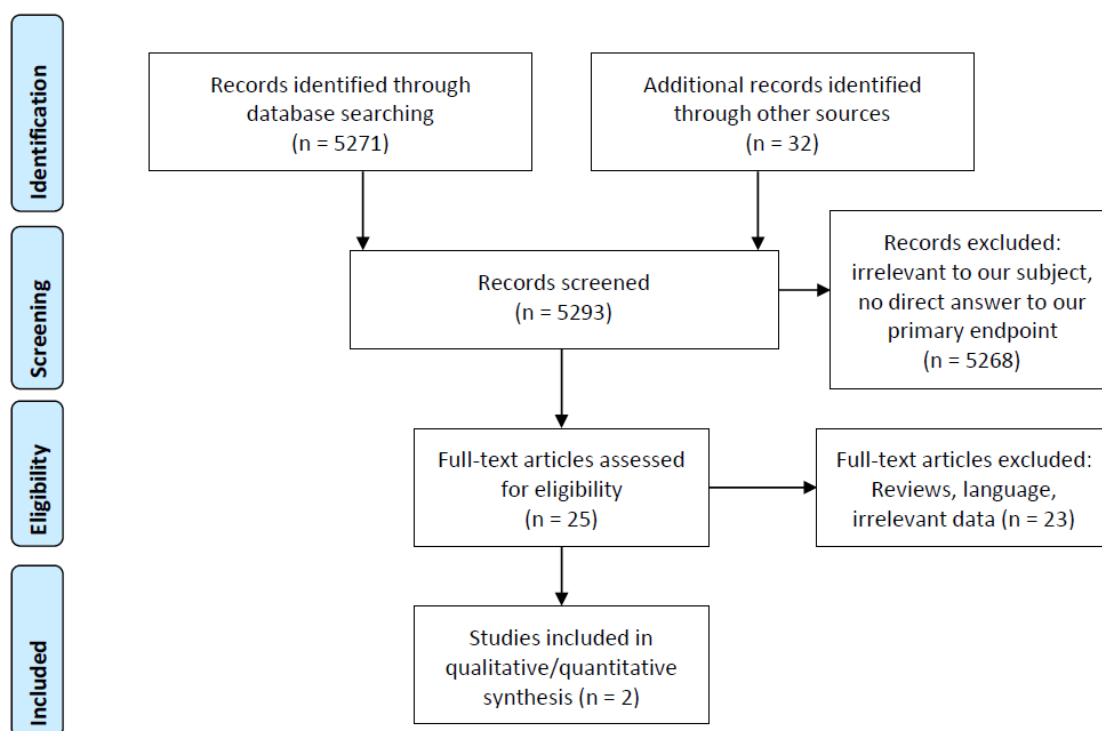 Identification
Records identified through
database searching
(n = 5271)
Additional records identified
through other sources
(n = 32)
Screening
Records screened
(n = 5293)
Records excluded:
irrelevant to our subject,
no direct answer to our
primary endpoint
(n = 5268)
Eligibility
Full-text articles assessed
for eligibility
(n = 25)
Full-text articles excluded:
Reviews, language,
irrelevant data (n = 23)
Included
Studies included in
qualitative/quantitative
synthesis (n = 2)